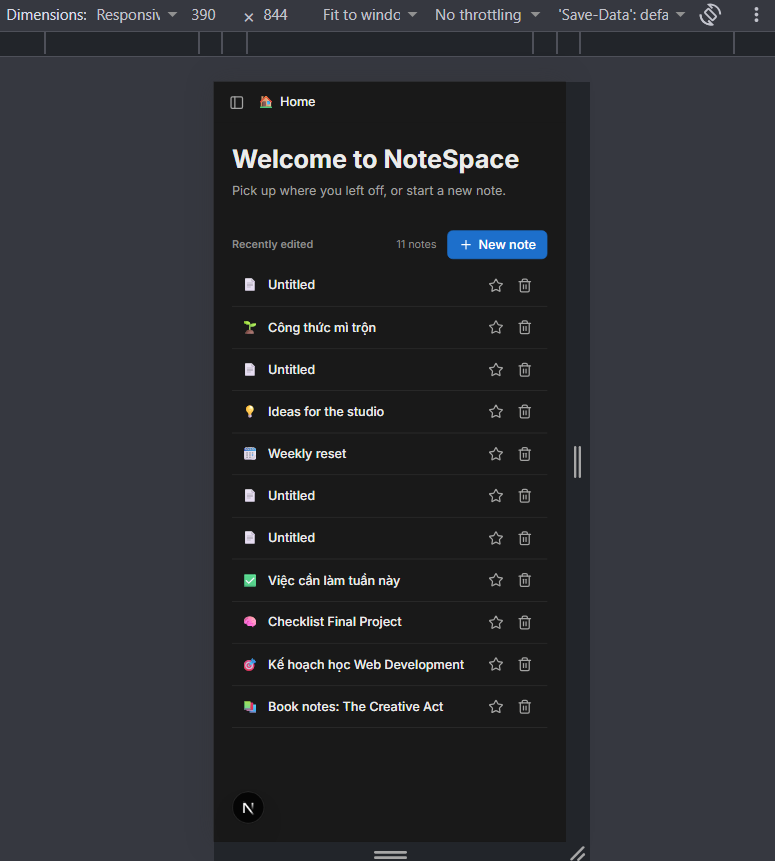 Dimensions: Responsiv 390 × 844 Fit to windo No throttling 'Save-Data': defa
Home
Welcome to NoteSpace
Pick up where you left off, or start a new note.
Recently edited 11 notes + New note
Untitled
Công thức mì trộn
Untitled
Ideas for the studio
Weekly reset
Untitled
Untitled
Việc cần làm tuần này
Checklist Final Project
Kế hoạch học Web Development
Book notes: The Creative Act
N